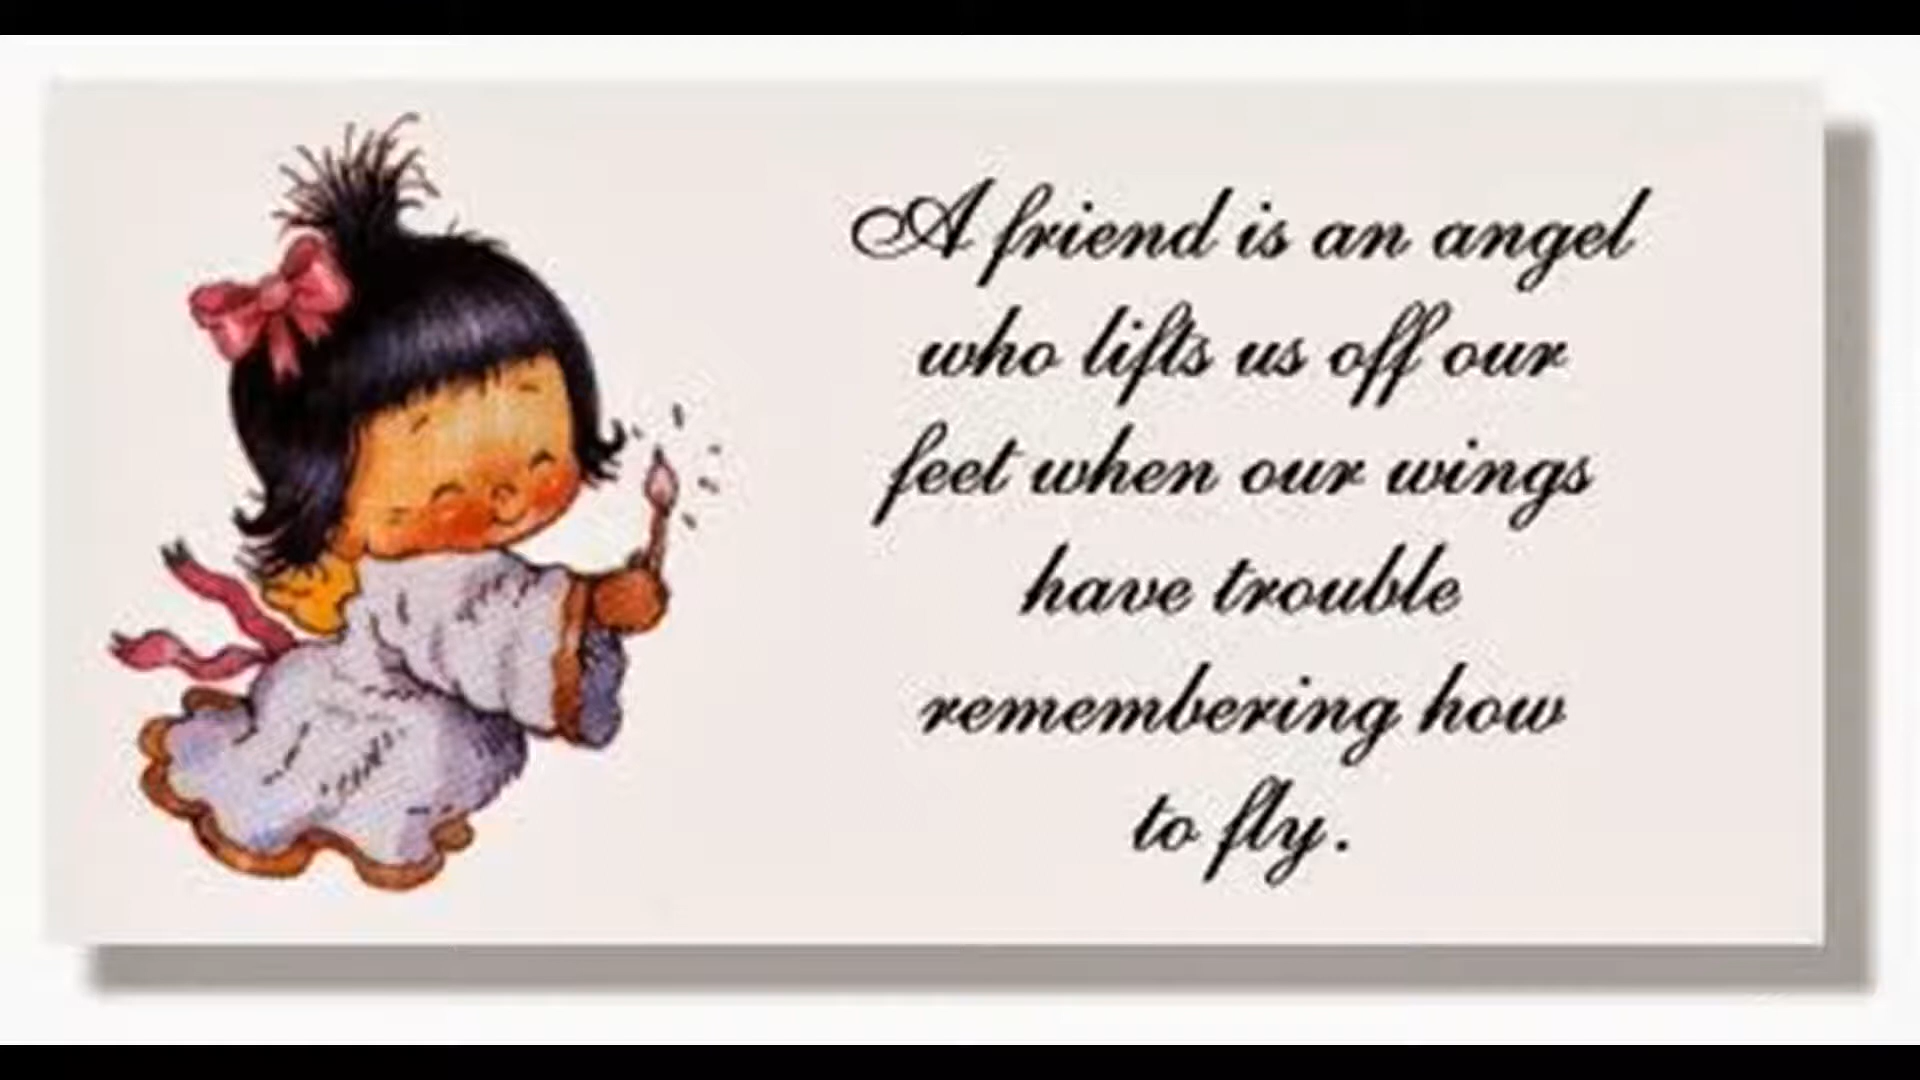 A friend is an angel
who lifts us off our
feet when our wings
have trouble
remembering how
to fly.